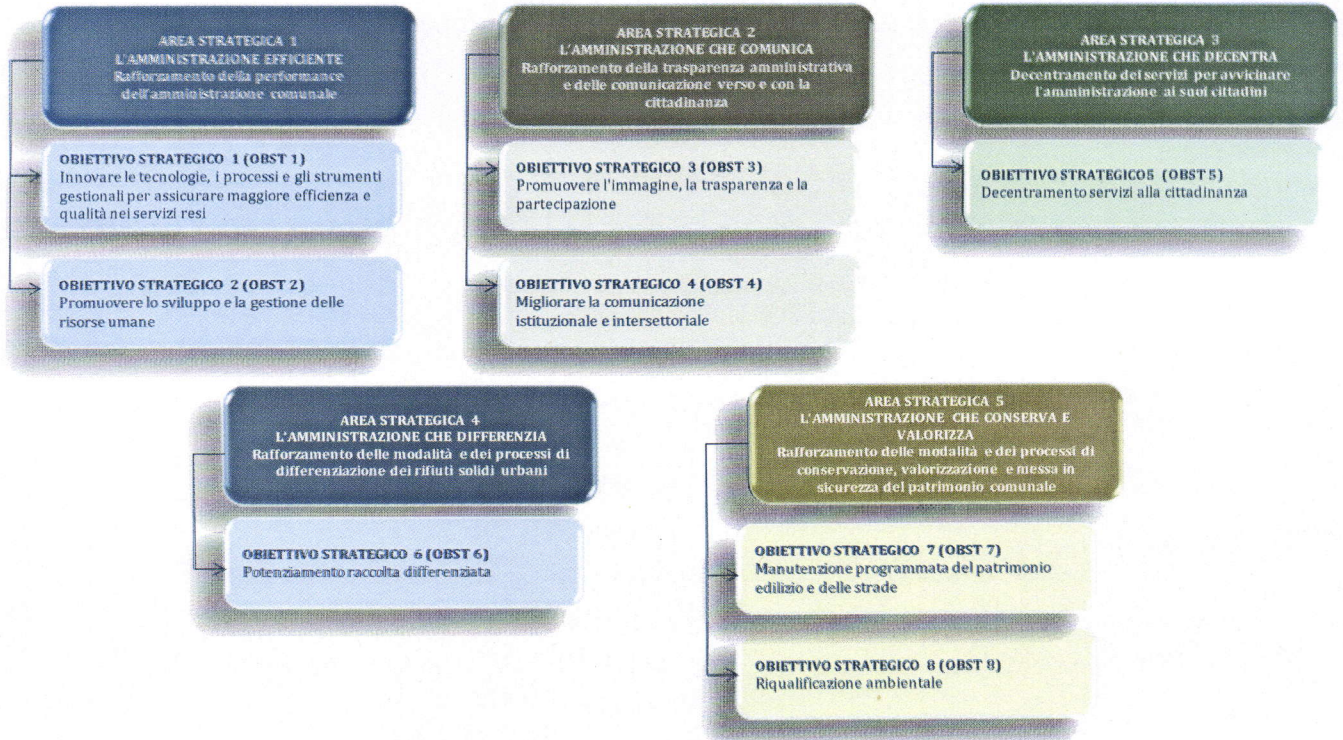 AREA STRATEGICA 1
L'AMMINISTRAZIONE EFFICIENTE
Rafforzamento della performance
dell'amministrazione comunale
OBIETTIVO STRATEGICO 1 (OBST 1)
Innovare le tecnologie, i processi e gli strumenti
gestionali per assicurare maggiore efficienza e
qualità nei servizi resi
OBIETTIVO STRATEGICO 2 (OBST 2)
Promuovere lo sviluppo e la gestione delle
risorse umane
AREA STRATEGICA 2
L'AMMINISTRAZIONE CHE COMUNICA
Rafforzamento della trasparenza amministrativa
e delle comunicazione verso e con la
cittadinanza
OBIETTIVO STRATEGICO 3 (OBST 3)
Promuovere l'immagine, la trasparenza e la
partecipazione
OBIETTIVO STRATEGICO 4 (OBST 4)
Migliorare la comunicazione
istituzionale e intersettoriale
AREA STRATEGICA 3
L'AMMINISTRAZIONE CHE DECENTRA
Decentramento dei servizi per avvicinare
l'amministrazione ai suoi cittadini
OBIETTIVO STRATEGICO5 (OBST 5)
Decentramento servizi alla cittadinanza
AREA STRATEGICA 4
L'AMMINISTRAZIONE CHE DIFFERENZIA
Rafforzamento delle modalità e dei processi di
differenziazione dei rifiuti solidi urbani
OBIETTIVO STRATEGICO 6 (OBST 6)
Potenziamento raccolta differenziata
AREA STRATEGICA 5
L'AMMINISTRAZIONE CHE CONSERVA E
VALORIZZA
Rafforzamento delle modalità e dei processi di
conservazione, valorizzazione e messa in
sicurezza del patrimonio comunale
OBIETTIVO STRATEGICO 7 (OBST 7)
Manutenzione programmata del patrimonio
edilizio e delle strade
OBIETTIVO STRATEGICO 8 (OBST 8)
Riqualificazione ambientale